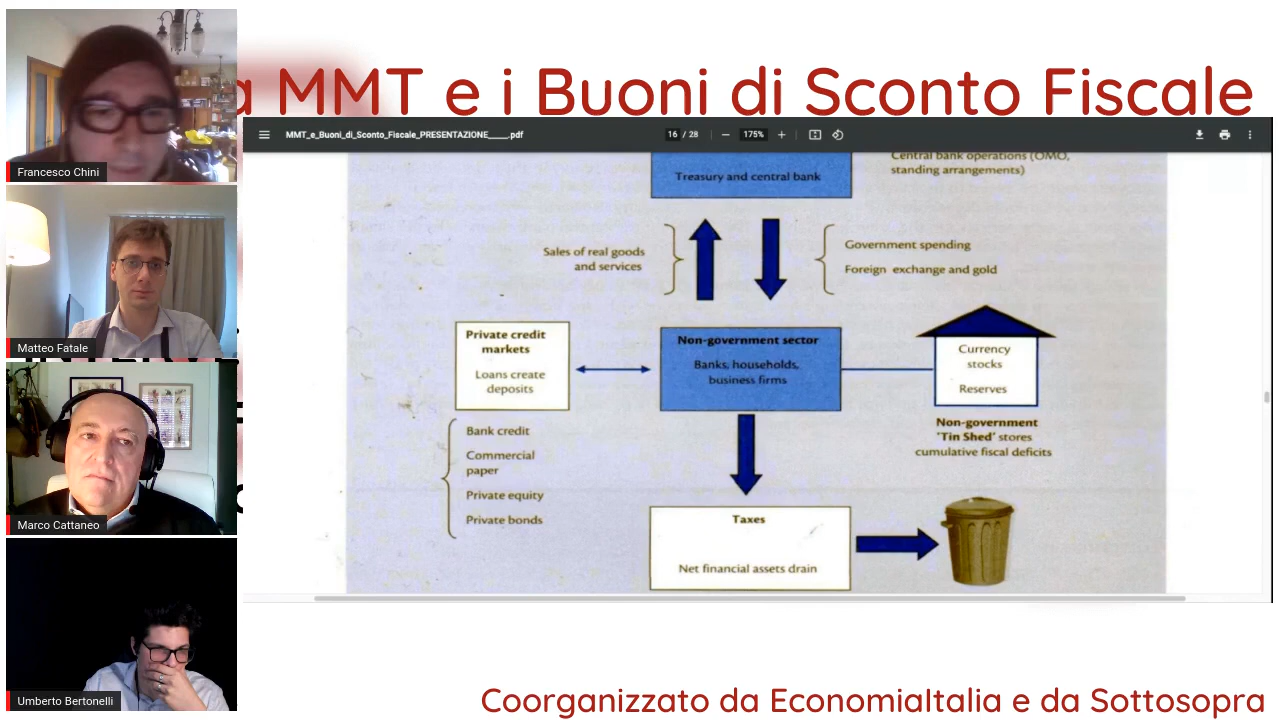 a MMT e i Buoni di Sconto Fiscale
MMT_e_Buoni_di_Sconto_Fiscale_PRESENTAZIONE____.pdf
16 / 28
175%
Francesco Chini
Matteo Fatale
Marco Cattaneo
Umberto Bertonelli
Treasury and central bank
Central bank operations (OMO,
standing arrangements)
Sales of real goods
and services
Government spending
Foreign exchange and gold
Private credit
markets
Loans create
deposits
Non-government sector
Banks, households,
business firms
Currency
stocks
Reserves
Non-government
'Tin Shed' stores
cumulative fiscal deficits
Bank credit
Commercial
paper
Private equity
Private bonds
Taxes
Net financial assets drain
Coorganizzato da EconomiaItalia e da Sottosopra